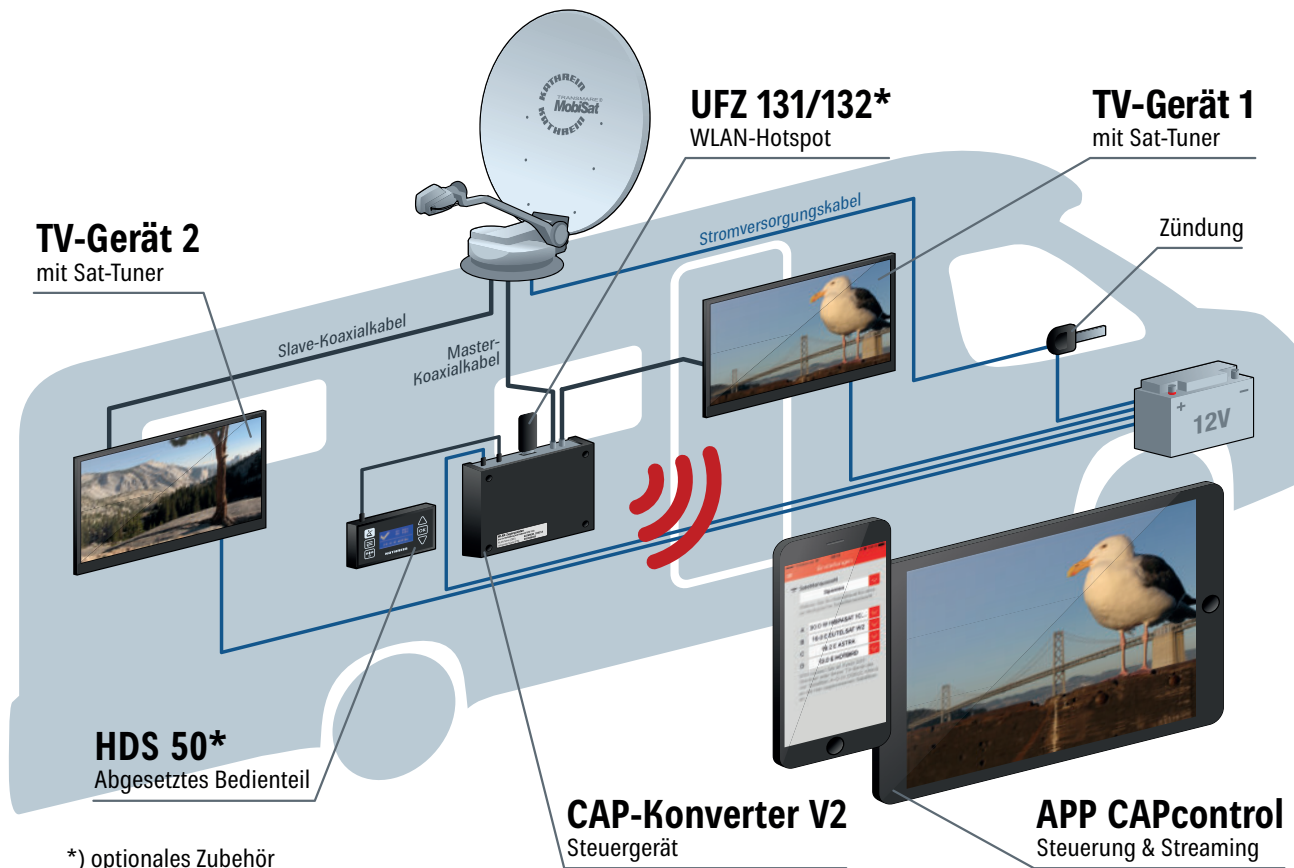 KATHREIN
TRANSMARE
MobiSat
KATHREIN
UFZ 131/132*
WLAN-Hotspot
TV-Gerät 1
mit Sat-Tuner
TV-Gerät 2
mit Sat-Tuner
Stromversorgungskabel
Zündung
Slave-Koaxialkabel
Master-
Koaxialkabel
+ −
12V
OK
HDS 50*
Abgesetztes Bedienteil
CAP-Konverter V2
Steuergerät
APP CAPcontrol
Steuerung & Streaming
*) optionales Zubehör